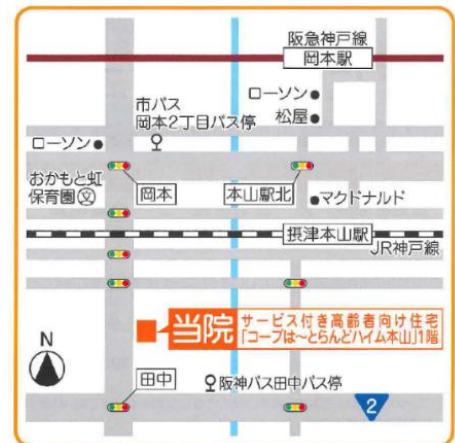 阪急神戸線
岡本駅
ローソン
松屋
市バス
岡本2丁目バス停
ローソン
おかもと虹
保育園
文
岡本
本山駅北
マクドナルド
摂津本山駅
JR神戸線
当院
サービス付き高齢者向け住宅
「コープは～とらんどハイム本山」1階
N
田中
阪神バス田中バス停
2